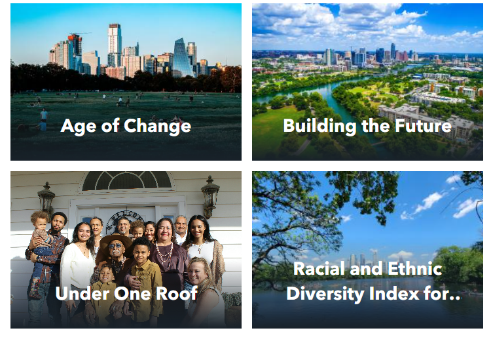 Age of Change
Building the Future
Under One Roof
Racial and Ethnic
Diversity Index for..